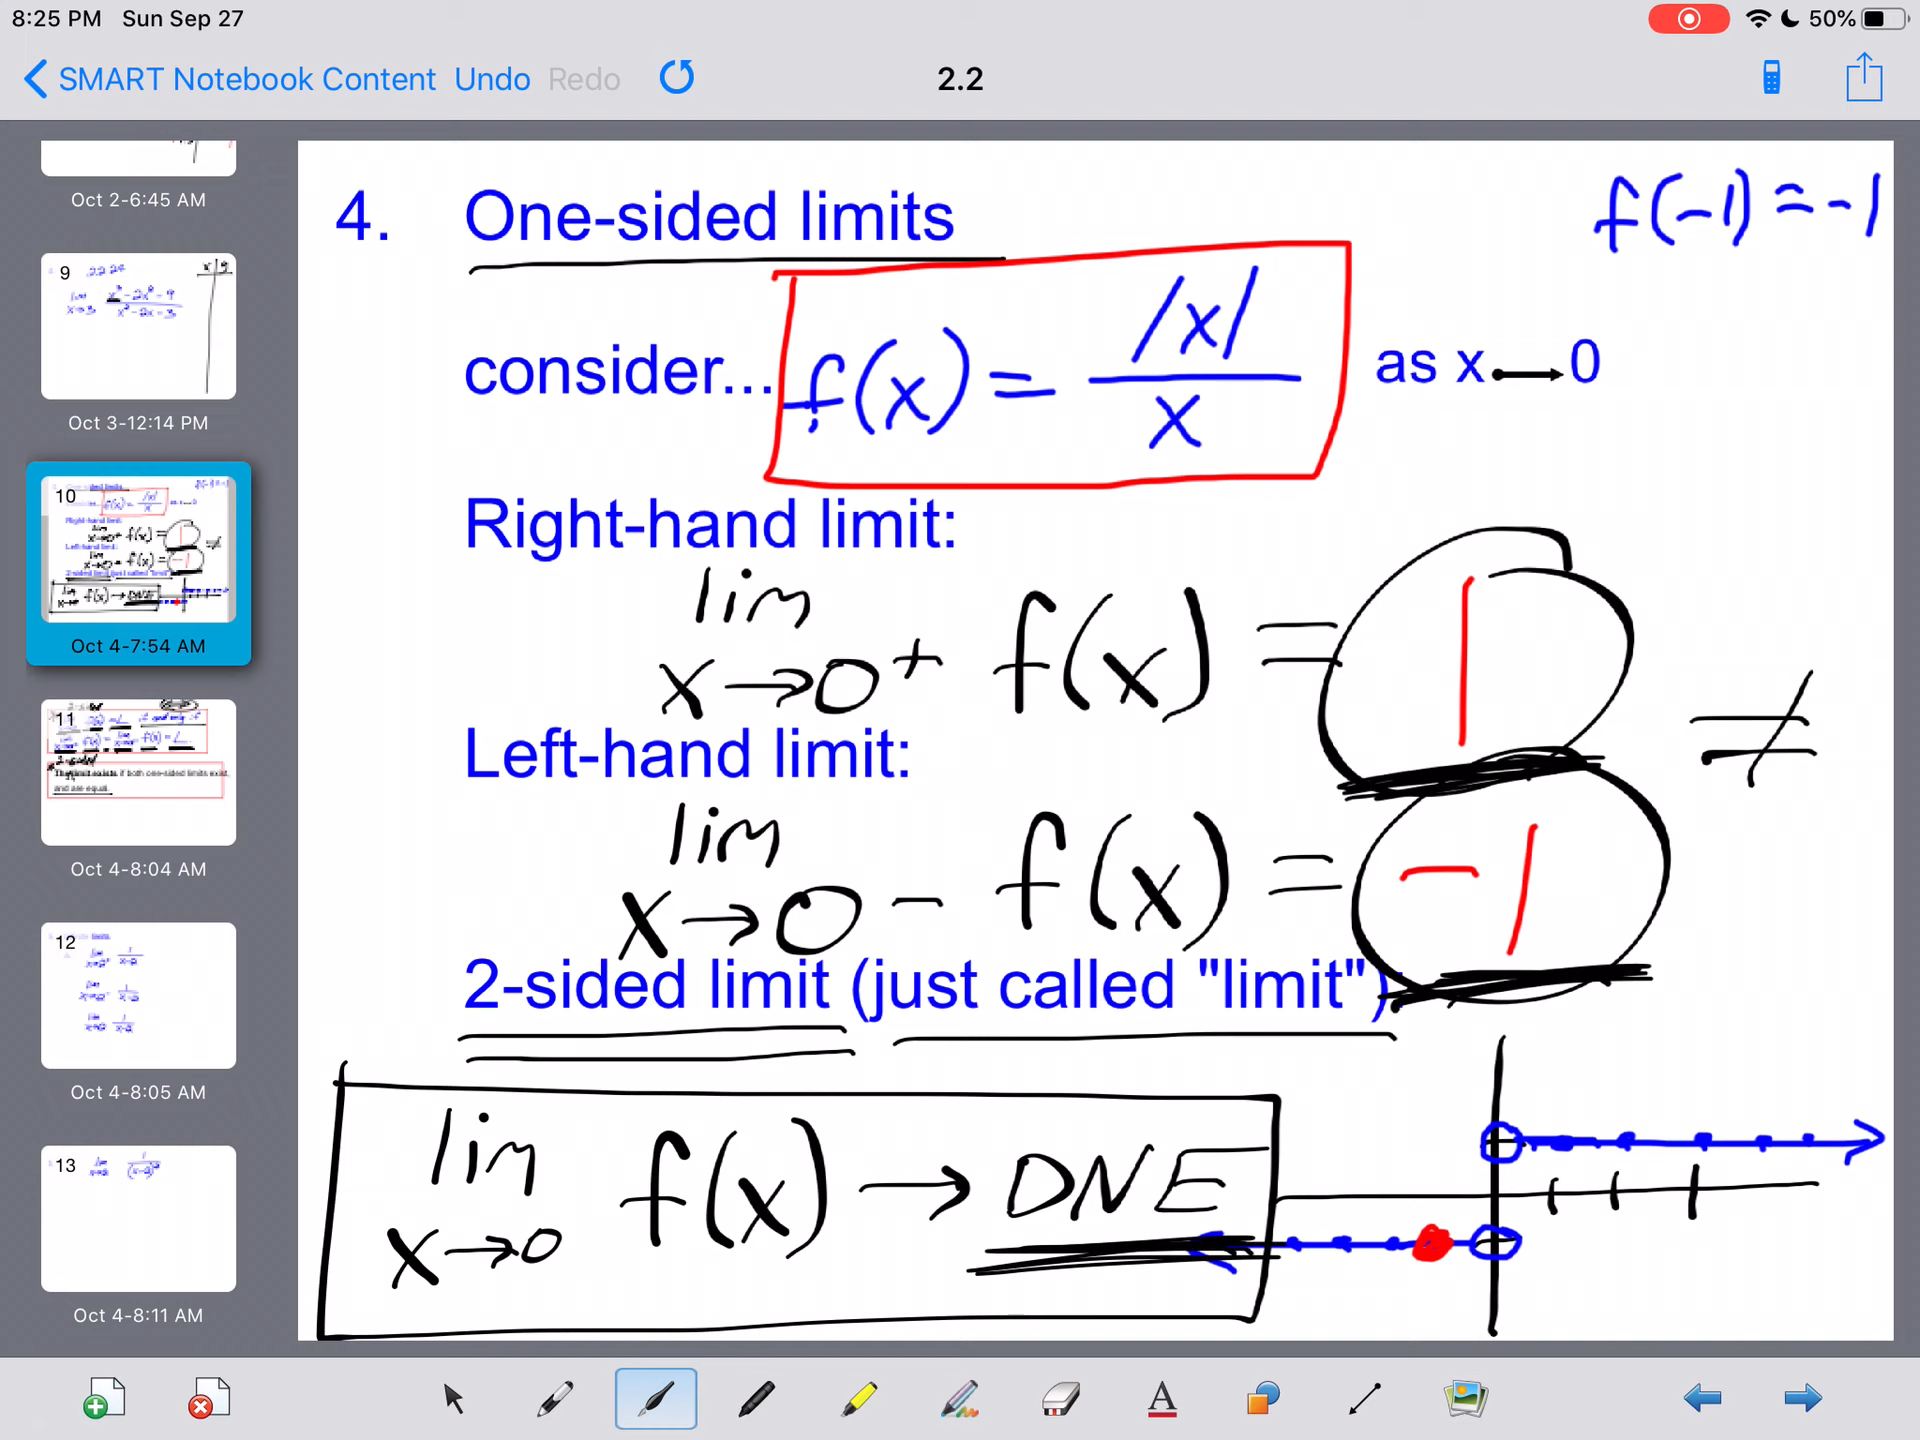 8:25 PM Sun Sep 27
50%
SMART Notebook Content Undo Redo
2.2
Oct 2-6:45 AM
9
Oct 3-12:14 PM
10
Oct 4-7:54 AM
11
Oct 4-8:04 AM
12
Oct 4-8:05 AM
13
Oct 4-8:11 AM
4. One-sided limits
f(-1) = -1
consider... f(x) = |x| / x as x → 0
Right-hand limit:
lim x→0+ f(x) = 1
≠
Left-hand limit:
lim x→0- f(x) = -1
2-sided limit (just called "limit"):
lim x→0 f(x) → DNE
A